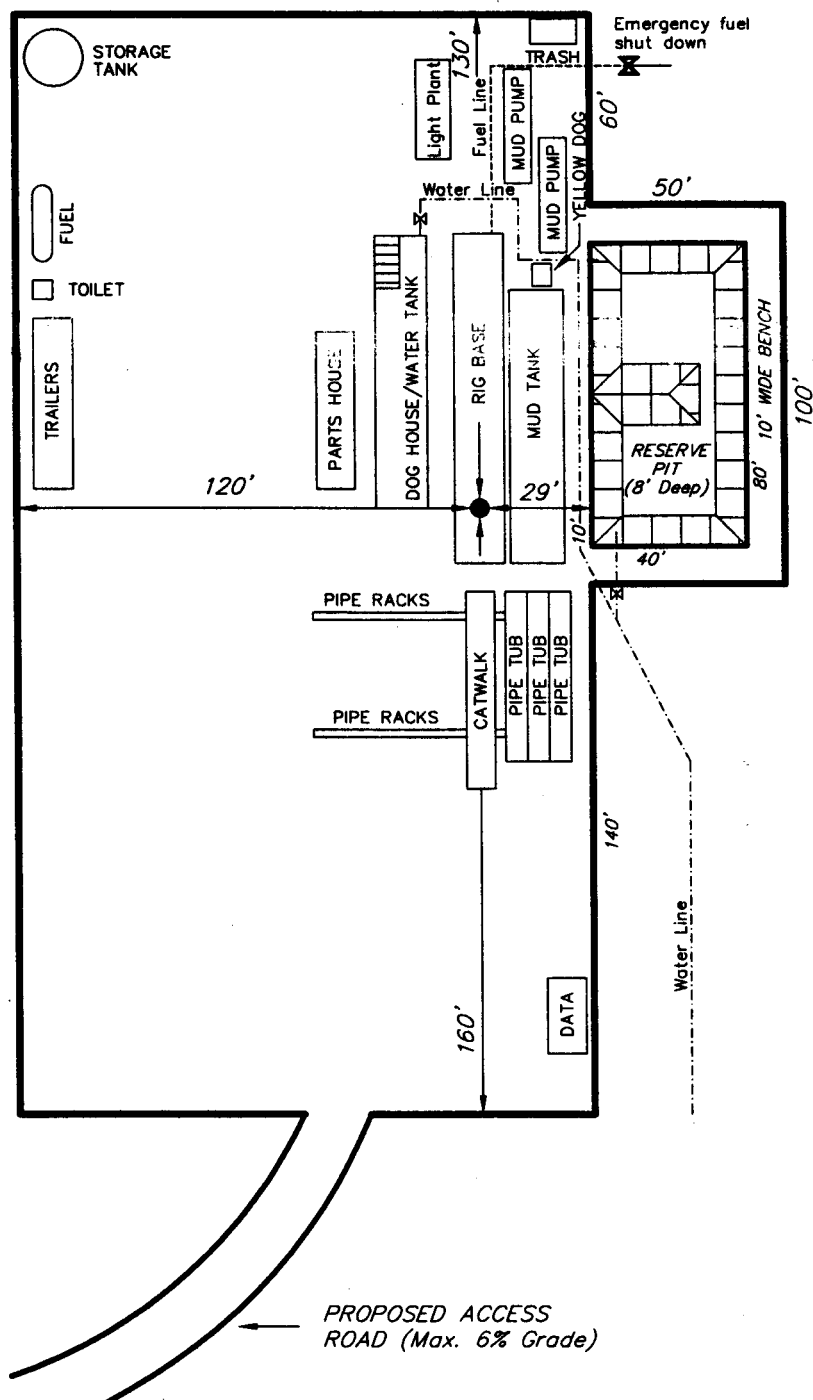 STORAGE
TANK
130'
TRASH
Emergency fuel
shut down
Light Plant
Fuel Line
MUD PUMP
MUD PUMP
YELLOW DOG
60'
50'
Water Line
FUEL
TOILET
TRAILERS
PARTS HOUSE
DOG HOUSE/WATER TANK
RIG BASE
MUD TANK
RESERVE
PIT
(8' Deep)
80'
10' WIDE BENCH
100'
120'
29'
10'
40'
PIPE RACKS
PIPE RACKS
CATWALK
PIPE TUB
PIPE TUB
PIPE TUB
140'
Water Line
160'
DATA
PROPOSED ACCESS
ROAD (Max. 6% Grade)